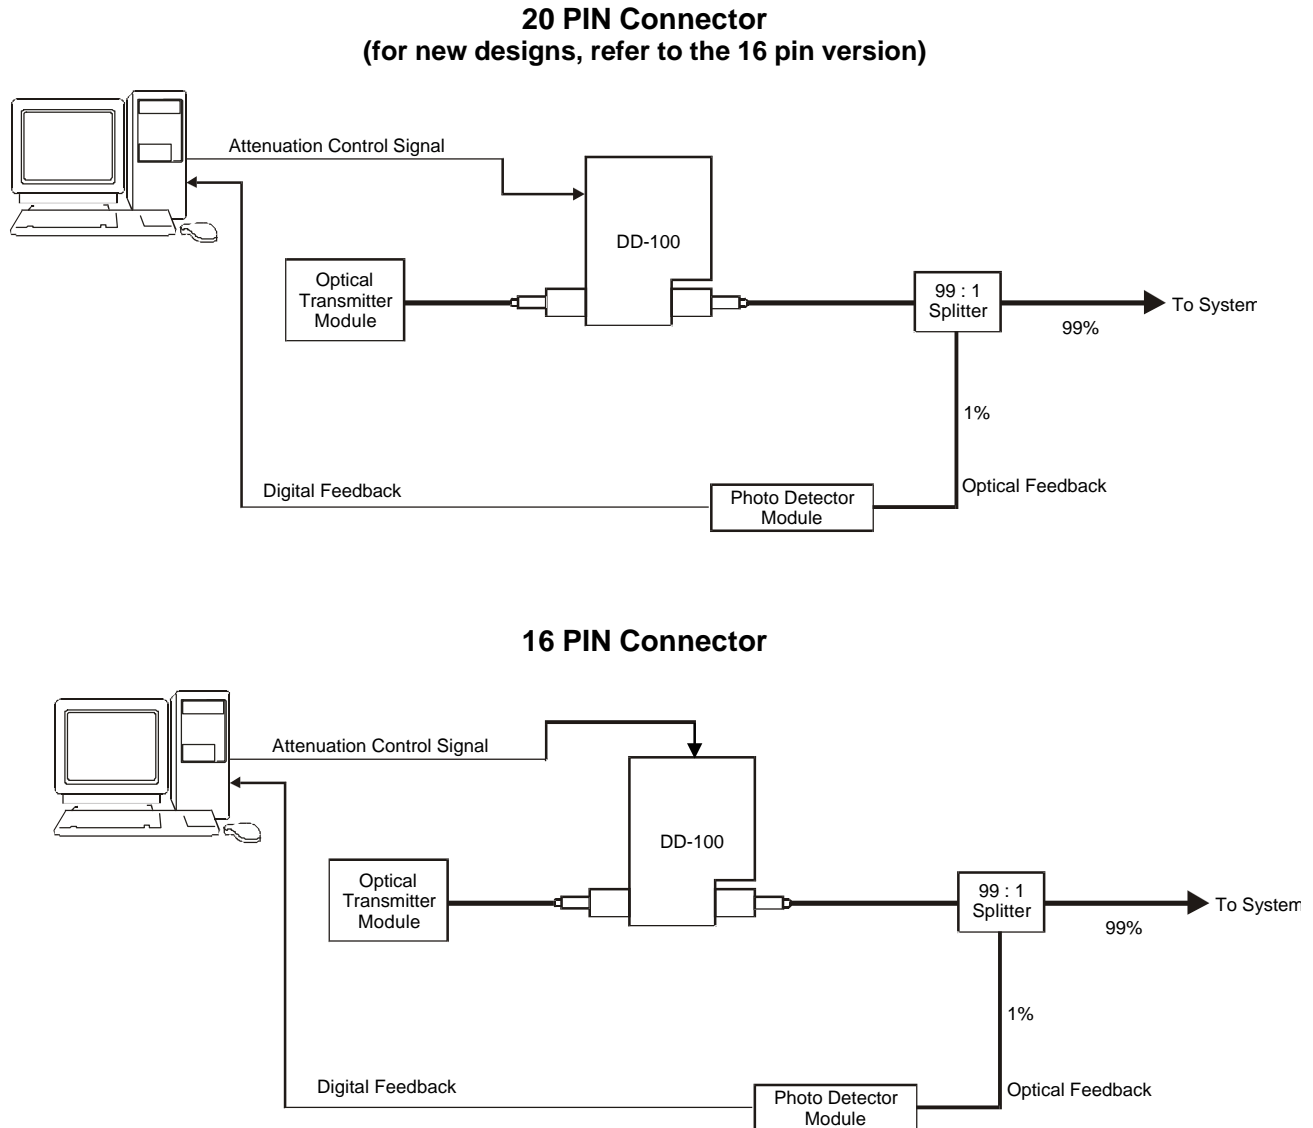 20 PIN Connector
(for new designs, refer to the 16 pin version)
Attenuation Control Signal
DD-100
Optical
Transmitter
Module
99 : 1
Splitter
To System
99%
1%
Digital Feedback
Photo Detector
Module
Optical Feedback
16 PIN Connector
Attenuation Control Signal
DD-100
Optical
Transmitter
Module
99 : 1
Splitter
To System
99%
1%
Digital Feedback
Photo Detector
Module
Optical Feedback